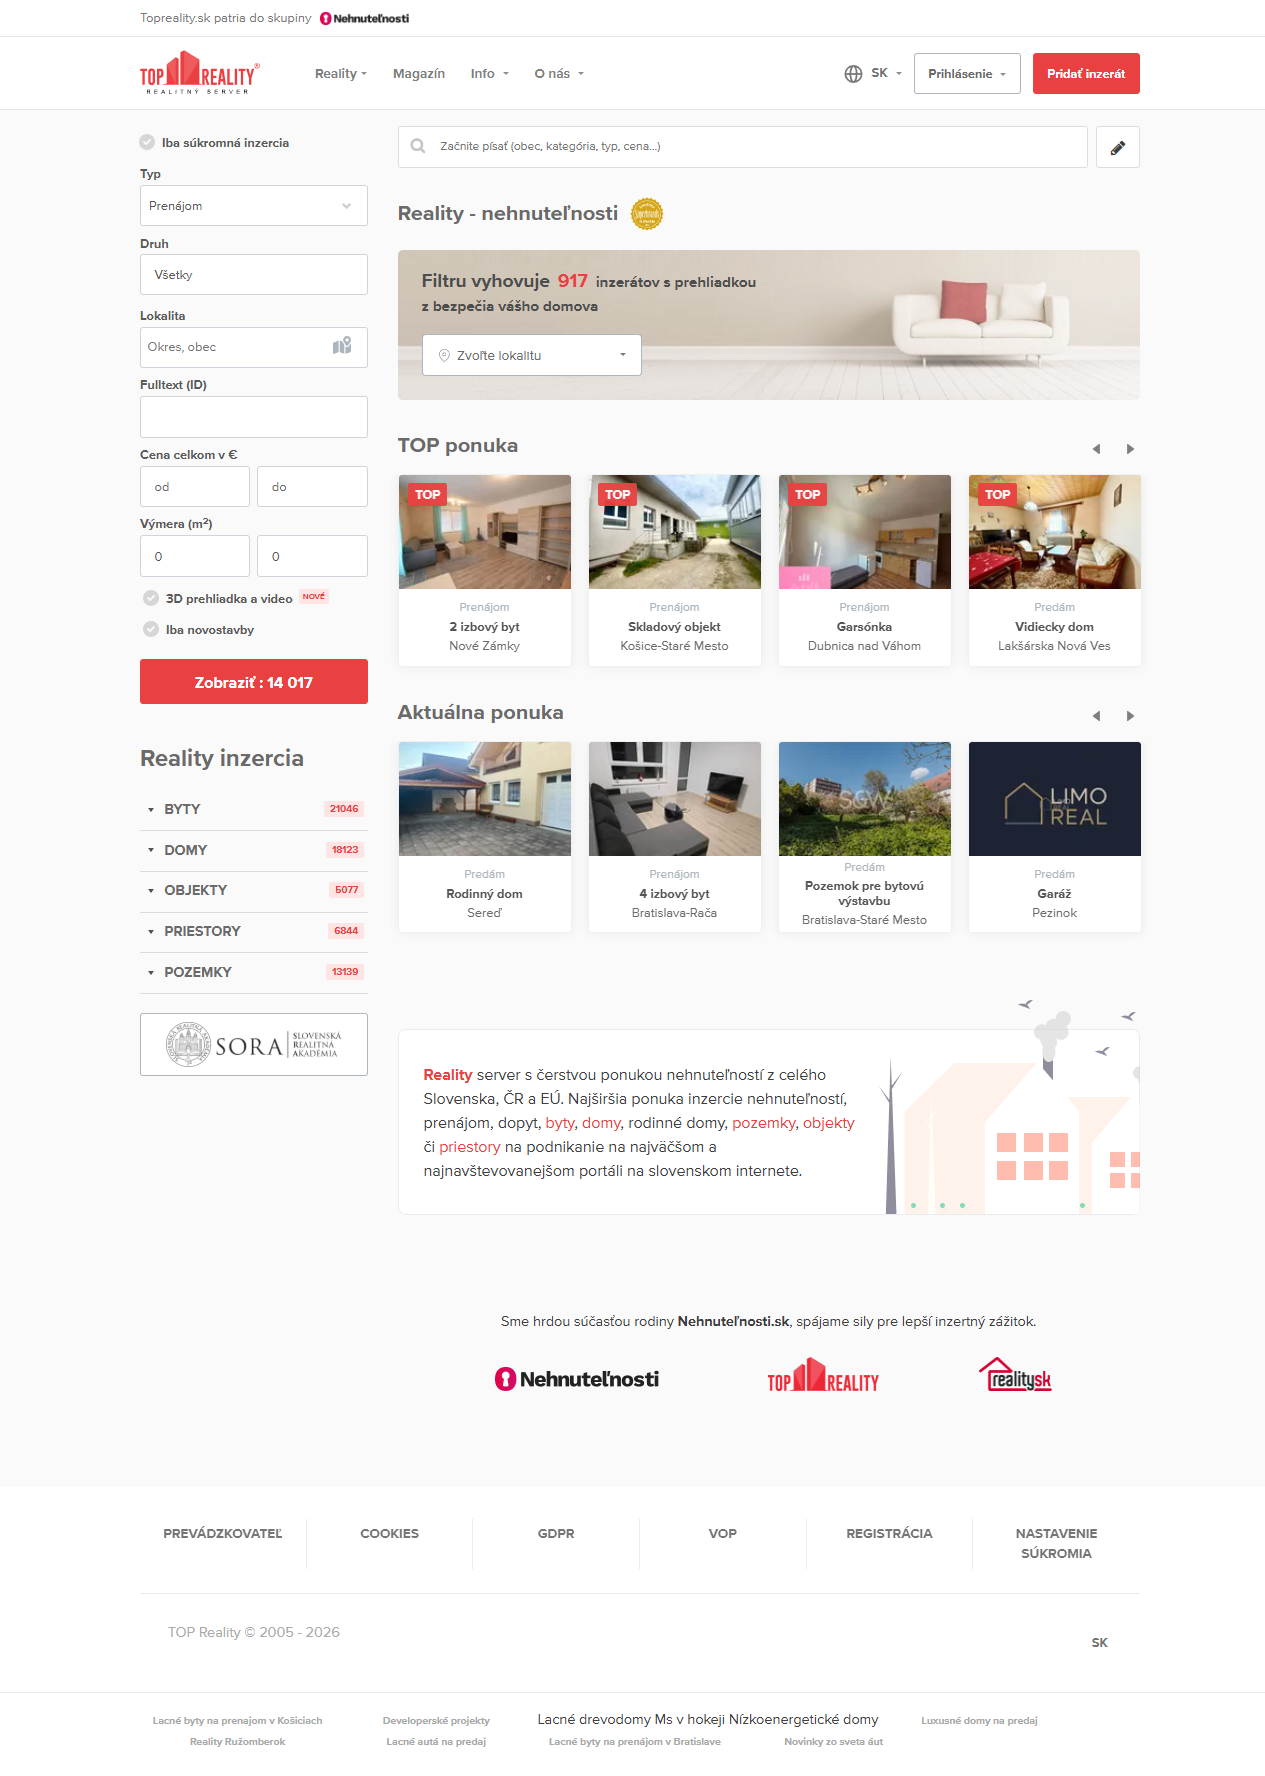 Topreality.sk patria do skupiny Nehnuteľnosti
TOP REALITY®
REALITNÝ SERVER
Reality
Magazín
Info
O nás
SK
Prihlásenie
Pridať inzerát
Iba súkromná inzercia
Typ
Prenájom
Druh
Všetky
Lokalita
Okres, obec
Fulltext (ID)
Cena celkom v €
od
do
Výmera (m²)
0
0
3D prehliadka a video NOVÉ
Iba novostavby
Zobraziť : 14 017
Reality inzercia
BYTY 21046
DOMY 18123
OBJEKTY 5077
PRIESTORY 6844
POZEMKY 13139
SORA
SLOVENSKÁ
REALITNÁ
AKADÉMIA
Začnite písať (obec, kategória, typ, cena...)
Reality - nehnuteľnosti
Filtru vyhovuje 917 inzerátov s prehliadkou
z bezpečia vášho domova
Zvoľte lokalitu
TOP ponuka
TOP
Prenájom
2 izbový byt
Nové Zámky
TOP
Prenájom
Skladový objekt
Košice-Staré Mesto
TOP
Prenájom
Garsónka
Dubnica nad Váhom
TOP
Predám
Vidiecky dom
Lakšárska Nová Ves
Aktuálna ponuka
Predám
Rodinný dom
Sereď
Prenájom
4 izbový byt
Bratislava-Rača
SGW
Predám
Pozemok pre bytovú
výstavbu
Bratislava-Staré Mesto
LIMO
REAL
Predám
Garáž
Pezinok
Reality server s čerstvou ponukou nehnuteľností z celého
Slovenska, ČR a EÚ. Najširšia ponuka inzercie nehnuteľností,
prenájom, dopyt, byty, domy, rodinné domy, pozemky, objekty
či priestory na podnikanie na najväčšom a
najnavštevovanejšom portáli na slovenskom internete.
Sme hrdou súčasťou rodiny Nehnuteľnosti.sk, spájame sily pre lepší inzertný zážitok.
Nehnuteľnosti
TOP REALITY
realitysk
PREVÁDZKOVATEĽ
COOKIES
GDPR
VOP
REGISTRÁCIA
NASTAVENIE
SÚKROMIA
TOP Reality © 2005 - 2026
SK
Lacné byty na prenajom v Košiciach
Developerské projekty
Lacné drevodomy Ms v hokeji Nízkoenergetické domy
Luxusné domy na predaj
Reality Ružomberok
Lacné autá na predaj
Lacné byty na prenájom v Bratislave
Novinky zo sveta áut